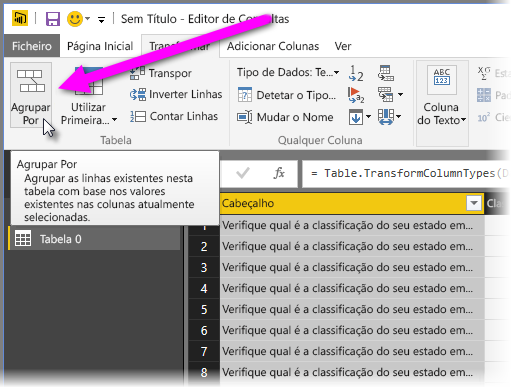 Sem Título - Editor de Consultas
Ficheiro Página Inicial Transformar Adicionar Colunas Ver
Agrupar
Por
Utilizar
Primeira...
Transpor
Inverter Linhas
Contar Linhas
Tabela
Tipo de Dados: Te...
Detetar o Tipo...
Mudar o Nome
Qualquer Coluna
ABC
123
Coluna
do Texto
Agrupar Por
Agrupar as linhas existentes nesta
tabela com base nos valores
existentes nas colunas atualmente
selecionadas.
Tabela 0
fx = Table.TransformColumnTypes(D
Cabeçalho
1 Verifique qual é a classificação do seu estado em...
2 Verifique qual é a classificação do seu estado em...
3 Verifique qual é a classificação do seu estado em...
4 Verifique qual é a classificação do seu estado em...
5 Verifique qual é a classificação do seu estado em...
6 Verifique qual é a classificação do seu estado em...
7 Verifique qual é a classificação do seu estado em...
8 Verifique qual é a classificação do seu estado em...